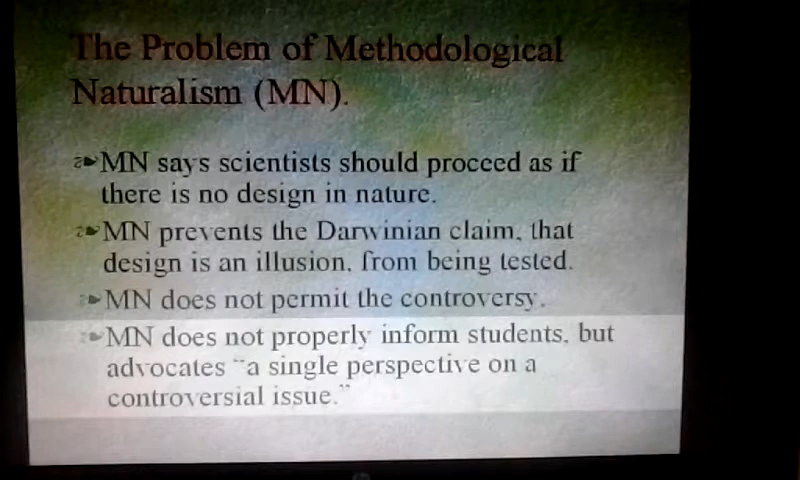 The Problem of Methodological
Naturalism (MN).
MN says scientists should proceed as if
there is no design in nature.
MN prevents the Darwinian claim, that
design is an illusion, from being tested.
MN does not permit the controversy.
MN does not properly inform students, but
advocates "a single perspective on a
controversial issue."